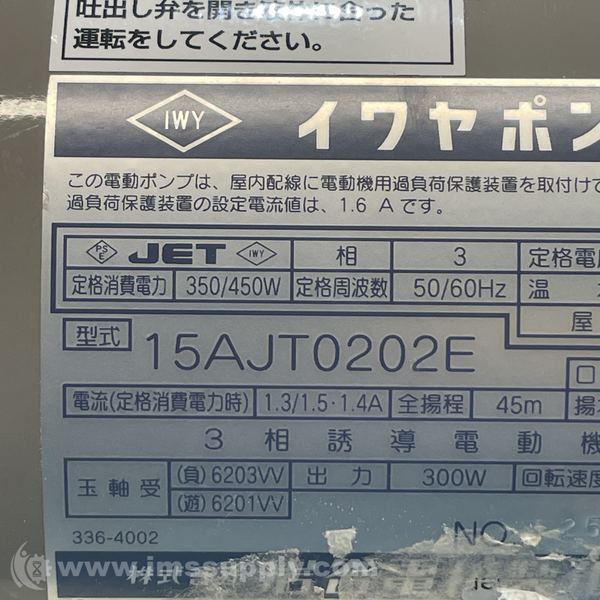 吐出し弁を開き
運転をしてください。
IWY イワヤポン
この電動ポンプは、屋内配線に電動機用過負荷保護装置を取付けて
過負荷保護装置の設定電流値は、1.6 A です。
PSE JET IWY 相 3 定格電
定格消費電力 350/450W 定格周波数 50/60Hz 温
屋
型式 15AJT0202E 口
電流(定格消費電力時) 1.3/1.5・1.4A 全揚程 45m 揚
3相誘導電動機
玉軸受 (負)6203VV 出力 300W 回転速度
(遊)6201VV
336-4002 NO.
www.imssupply.com
株式